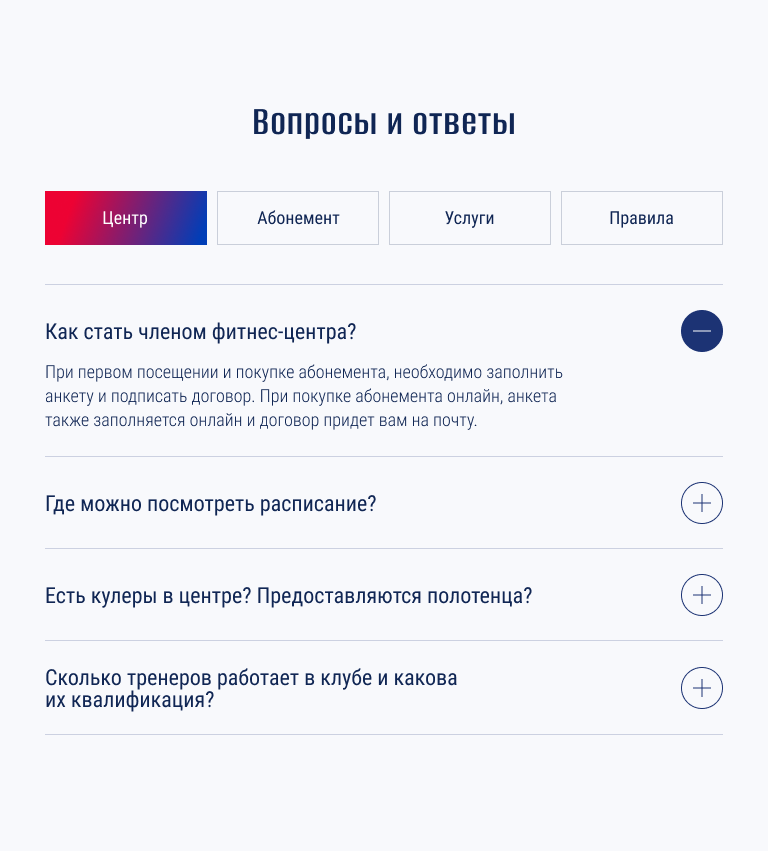 Вопросы и ответы
Центр
Абонемент
Услуги
Правила
Как стать членом фитнес-центра?
При первом посещении и покупке абонемента, необходимо заполнить
анкету и подписать договор. При покупке абонемента онлайн, анкета
также заполняется онлайн и договор придет вам на почту.
Где можно посмотреть расписание?
Есть кулеры в центре? Предоставляются полотенца?
Сколько тренеров работает в клубе и какова
их квалификация?